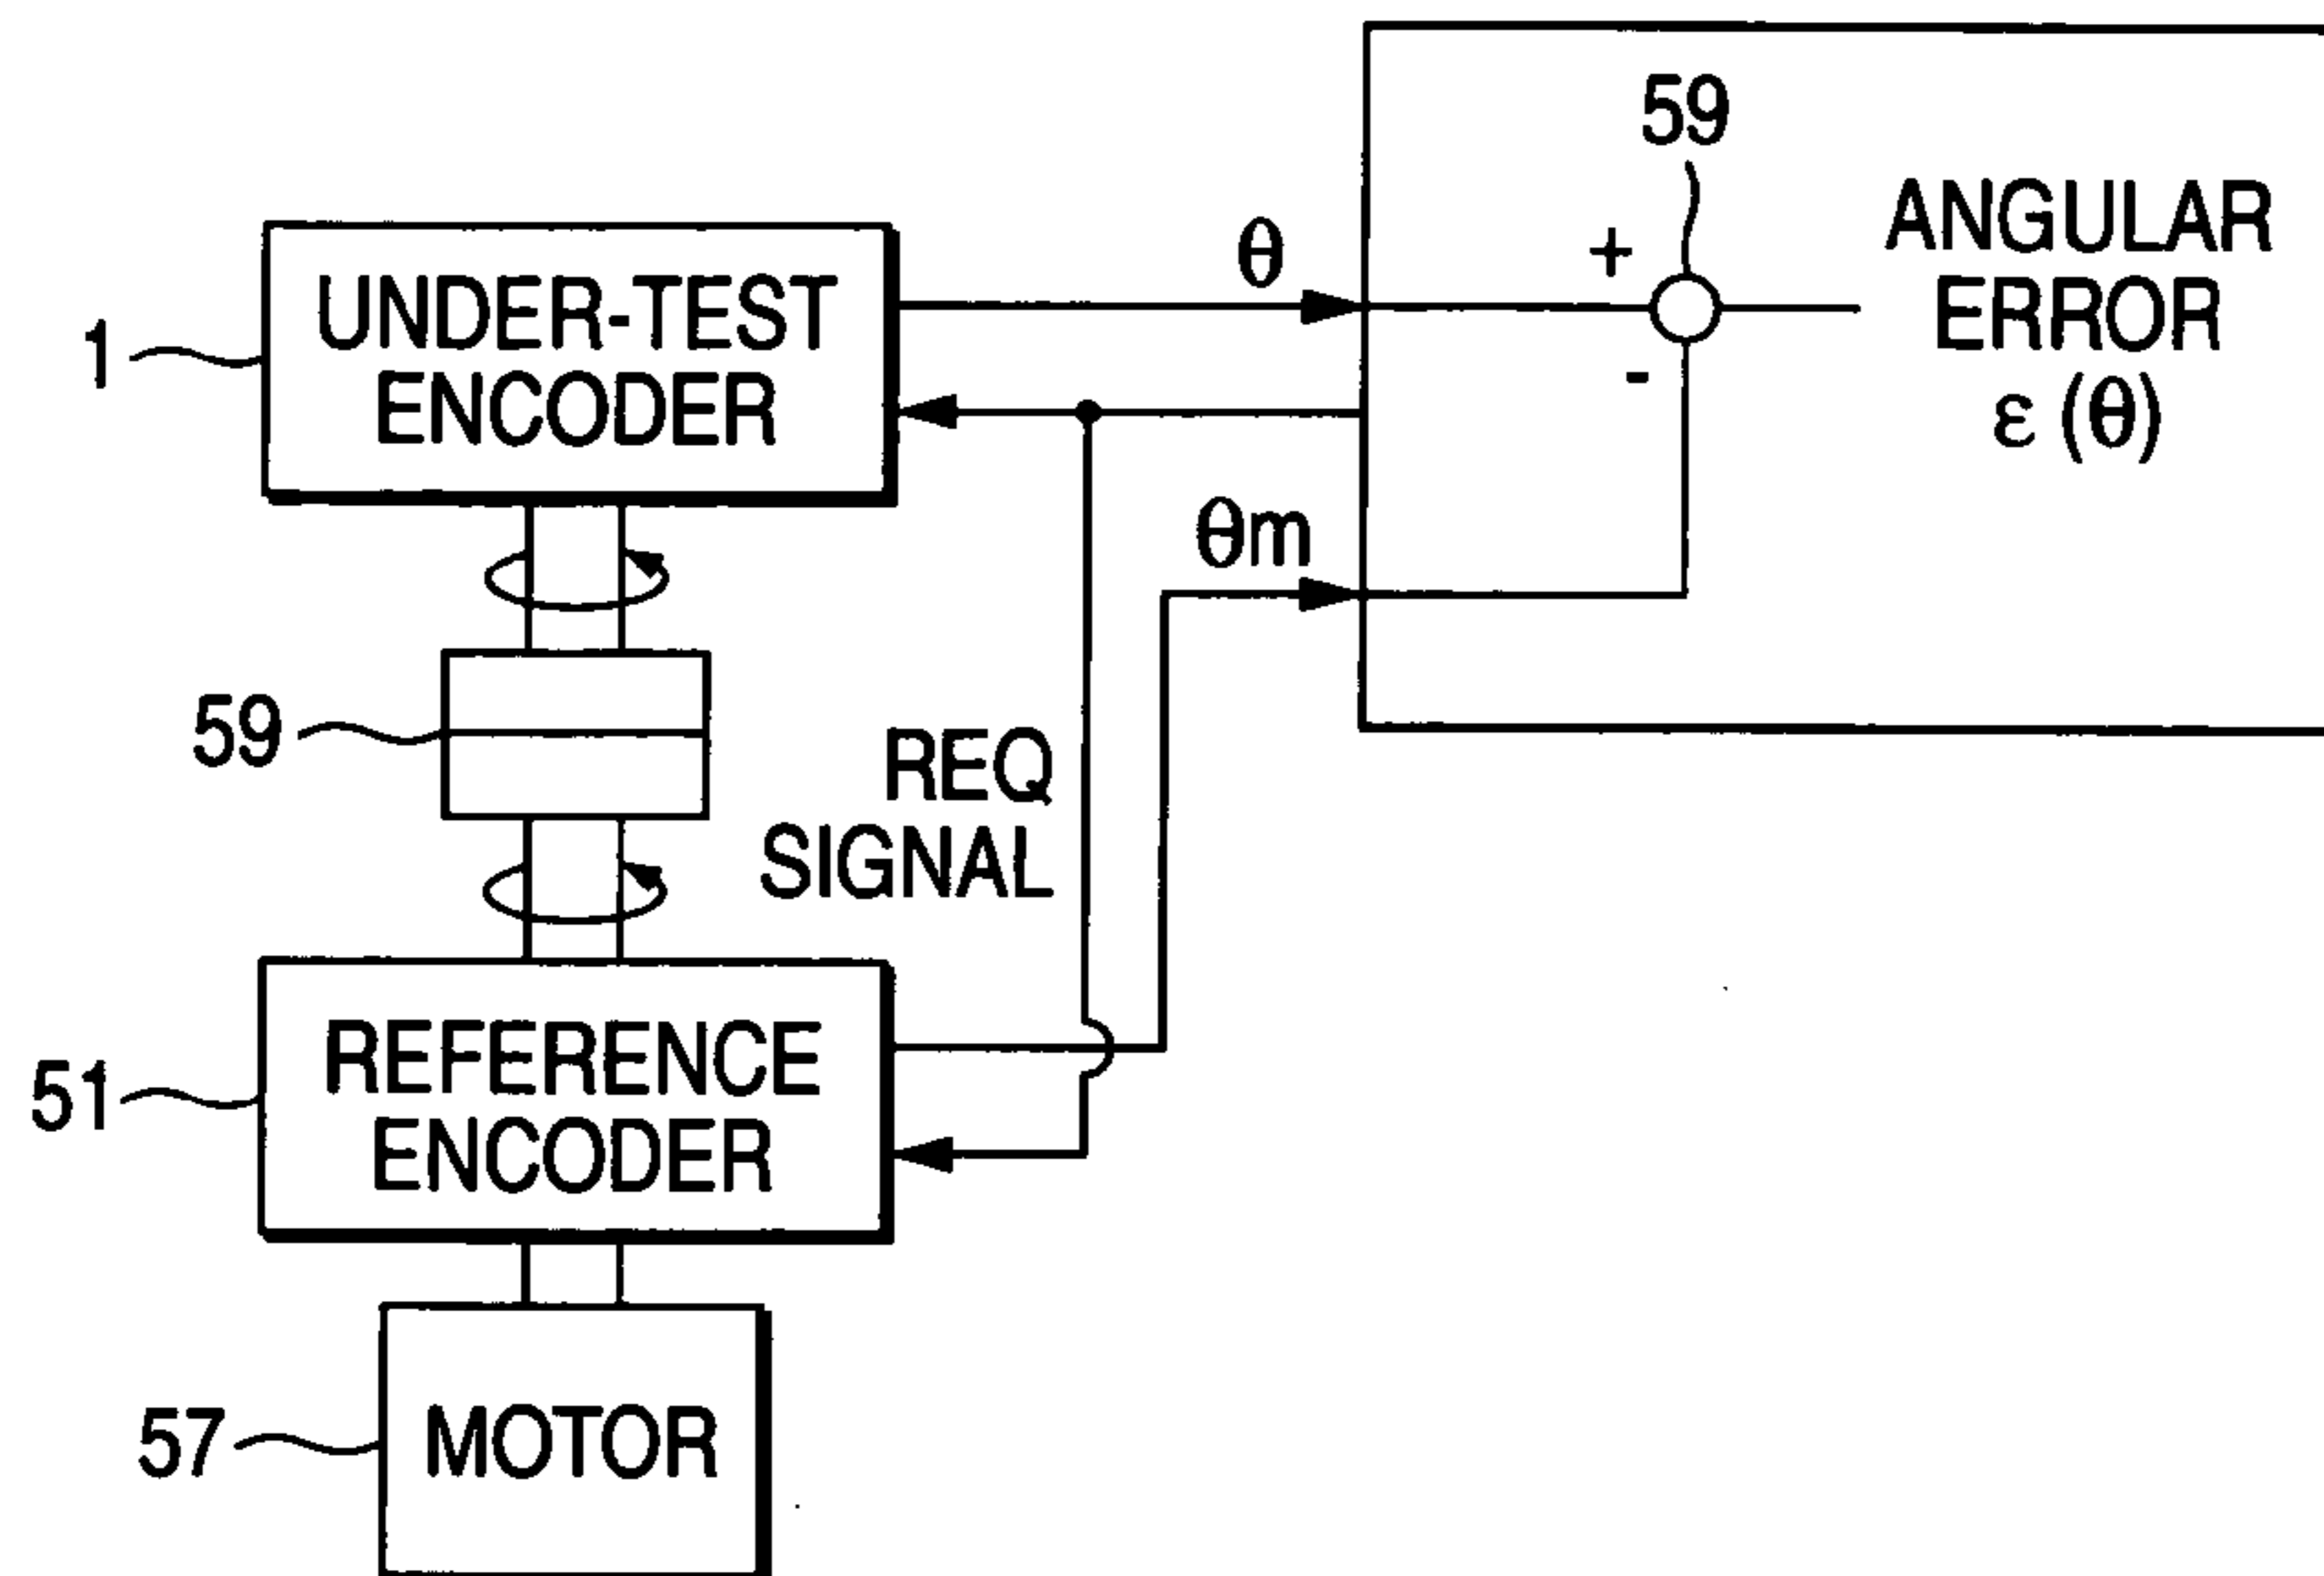 59
ANGULAR
ERROR
ε (θ)
+
-
θ
θm
1
UNDER-TEST
ENCODER
59
REQ
SIGNAL
51
REFERENCE
ENCODER
57
MOTOR